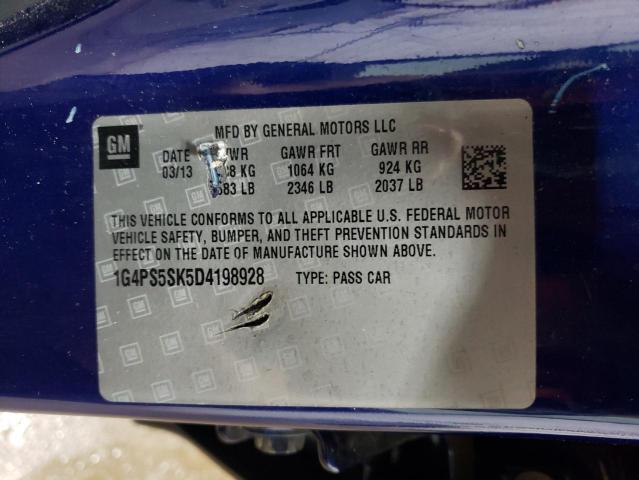 GM
MFD BY GENERAL MOTORS LLC
DATE GAWR FRT GAWR RR
03/13 KG 1064 KG 924 KG
LB 2346 LB 2037 LB
THIS VEHICLE CONFORMS TO ALL APPLICABLE U.S. FEDERAL MOTOR
VEHICLE SAFETY, BUMPER, AND THEFT PREVENTION STANDARDS IN
EFFECT ON THE DATE OF MANUFACTURE SHOWN ABOVE.
1G4PS5SK5D4198928 TYPE: PASS CAR